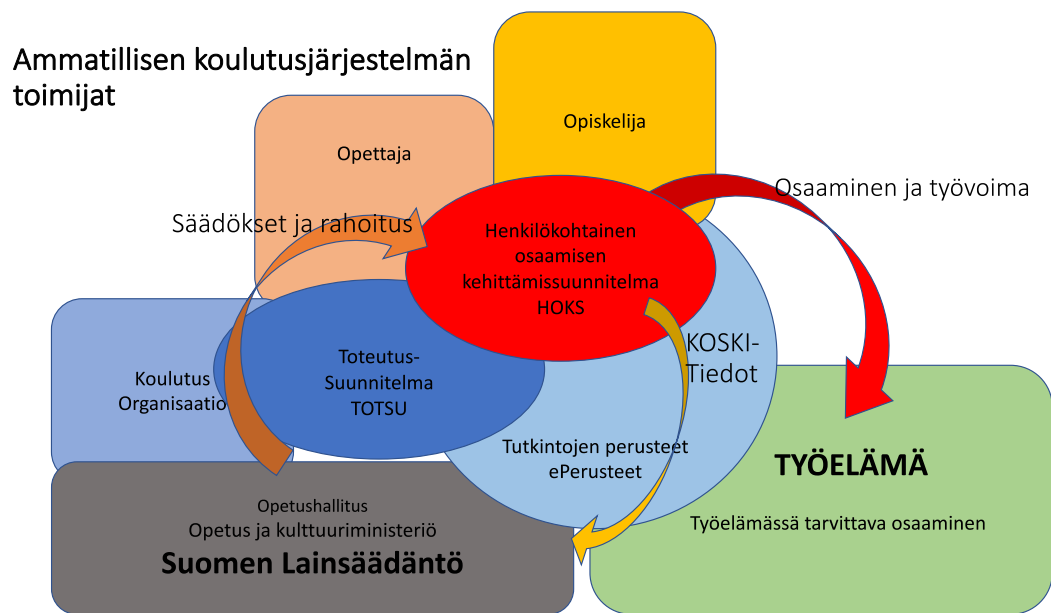 Ammatillisen koulutusjärjestelmän
toimijat
Opiskelija
Opettaja
Osaaminen ja työvoima
Säädökset ja rahoitus
Henkilökohtainen
osaamisen
kehittämissuunnitelma
HOKS
KOSKI-
Tiedot
Toteutus-
Suunnitelma
TOTSU
Koulutus
Organisaatio
Tutkintojen perusteet
ePerusteet
TYÖELÄMÄ
Työelämässä tarvittava osaaminen
Opetushallitus
Opetus ja kulttuuriministeriö
Suomen Lainsäädäntö